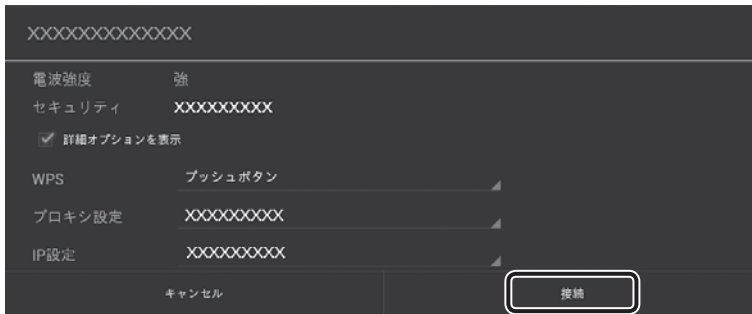 XXXXXXXXXXXXX
電波強度 強
セキュリティ XXXXXXXXX
詳細オプションを表示
WPS プッシュボタン
プロキシ設定 XXXXXXXXX
IP設定 XXXXXXXXX
キャンセル 接続